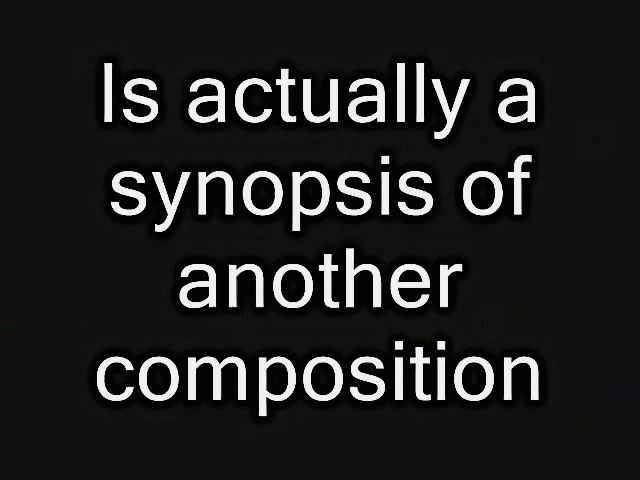 Is actually a
synopsis of
another
composition